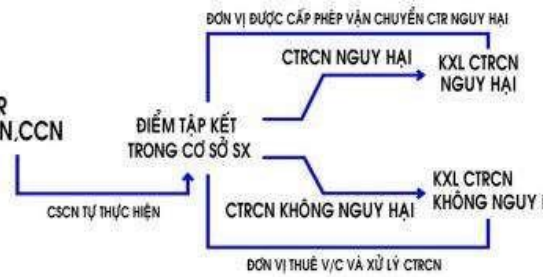 ĐƠN VỊ ĐƯỢC CẤP PHÉP VẬN CHUYỂN CTR NGUY HẠI
CTRCN NGUY HẠI
KXL CTRCN
NGUY HẠI
R
N,CCN
ĐIỂM TẬP KẾT
TRONG CƠ SỞ SX
CSCN TỰ THỰC HIỆN
CTRCN KHÔNG NGUY HẠI
KXL CTRCN
KHÔNG NGUY
ĐƠN VỊ THUÊ V/C VÀ XỬ LÝ CTRCN